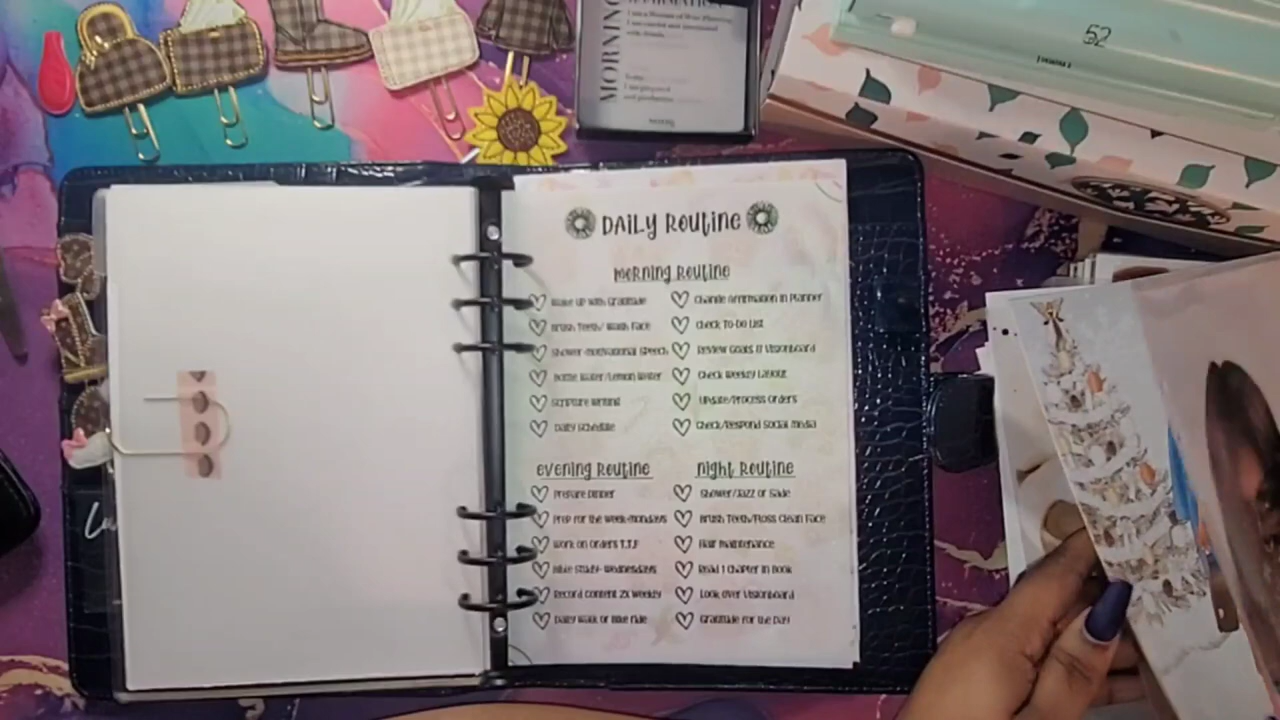 MORNING
52
DAILY ROUTINE
Morning Routine
Wake up with Gratitude
Change Affirmation in Planner
Brush Teeth/ Wash Face
Check To-Do List
Shower-Motivational Speech
Review Goals & Visionboard
Bottle Water/Lemon Water
Check Weekly Layout
Scripture Writing
Update/Process Orders
Daily Schedule
Check/Respond Social Media
Evening Routine
Night Routine
Prepare Dinner
Shower/Jazz or Sade
Prep for the Week-Mondays
Brush Teeth/Floss Clean Face
Work on Orders T.T.F
Hair Maintenance
Bible Study- Wednesdays
Read 1 Chapter in Book
Record Content 2x Weekly
Look Over Visionboard
Daily Walk or Bike Ride
Gratitude for the Day